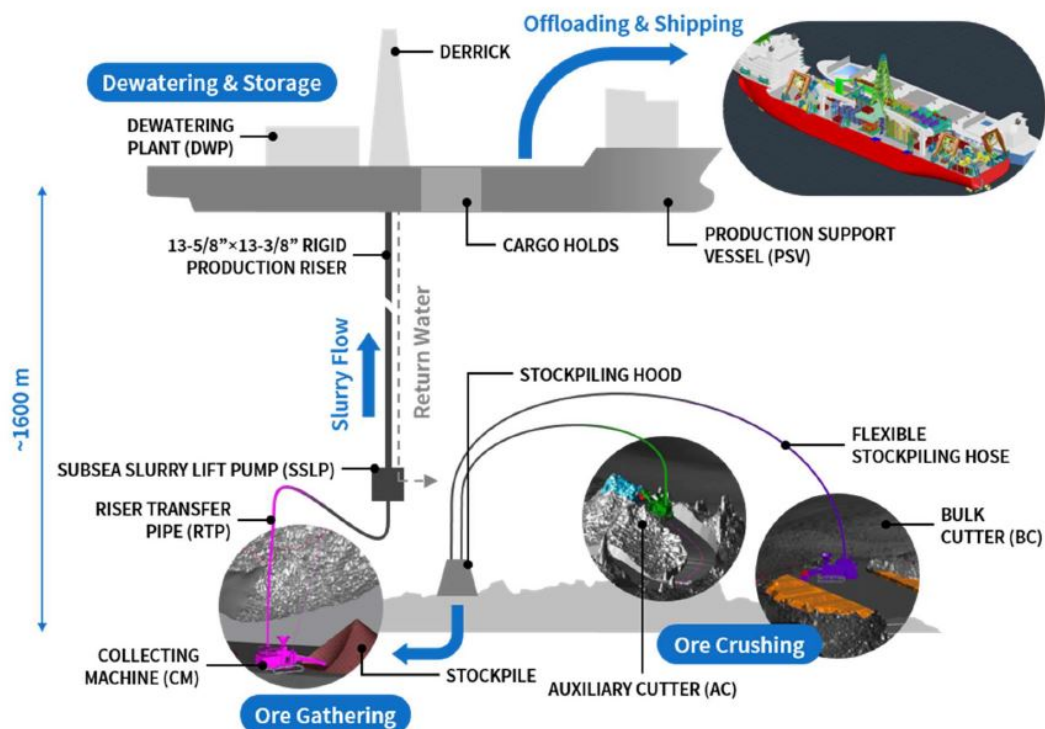 Offloading & Shipping
DERRICK
Dewatering & Storage
DEWATERING
PLANT (DWP)
13-5/8”×13-3/8” RIGID
PRODUCTION RISER
CARGO HOLDS
PRODUCTION SUPPORT
VESSEL (PSV)
~1600 m
Slurry Flow
Return Water
STOCKPILING HOOD
FLEXIBLE
STOCKPILING HOSE
SUBSEA SLURRY LIFT PUMP (SSLP)
RISER TRANSFER
PIPE (RTP)
BULK
CUTTER (BC)
Ore Crushing
COLLECTING
MACHINE (CM)
STOCKPILE
AUXILIARY CUTTER (AC)
Ore Gathering